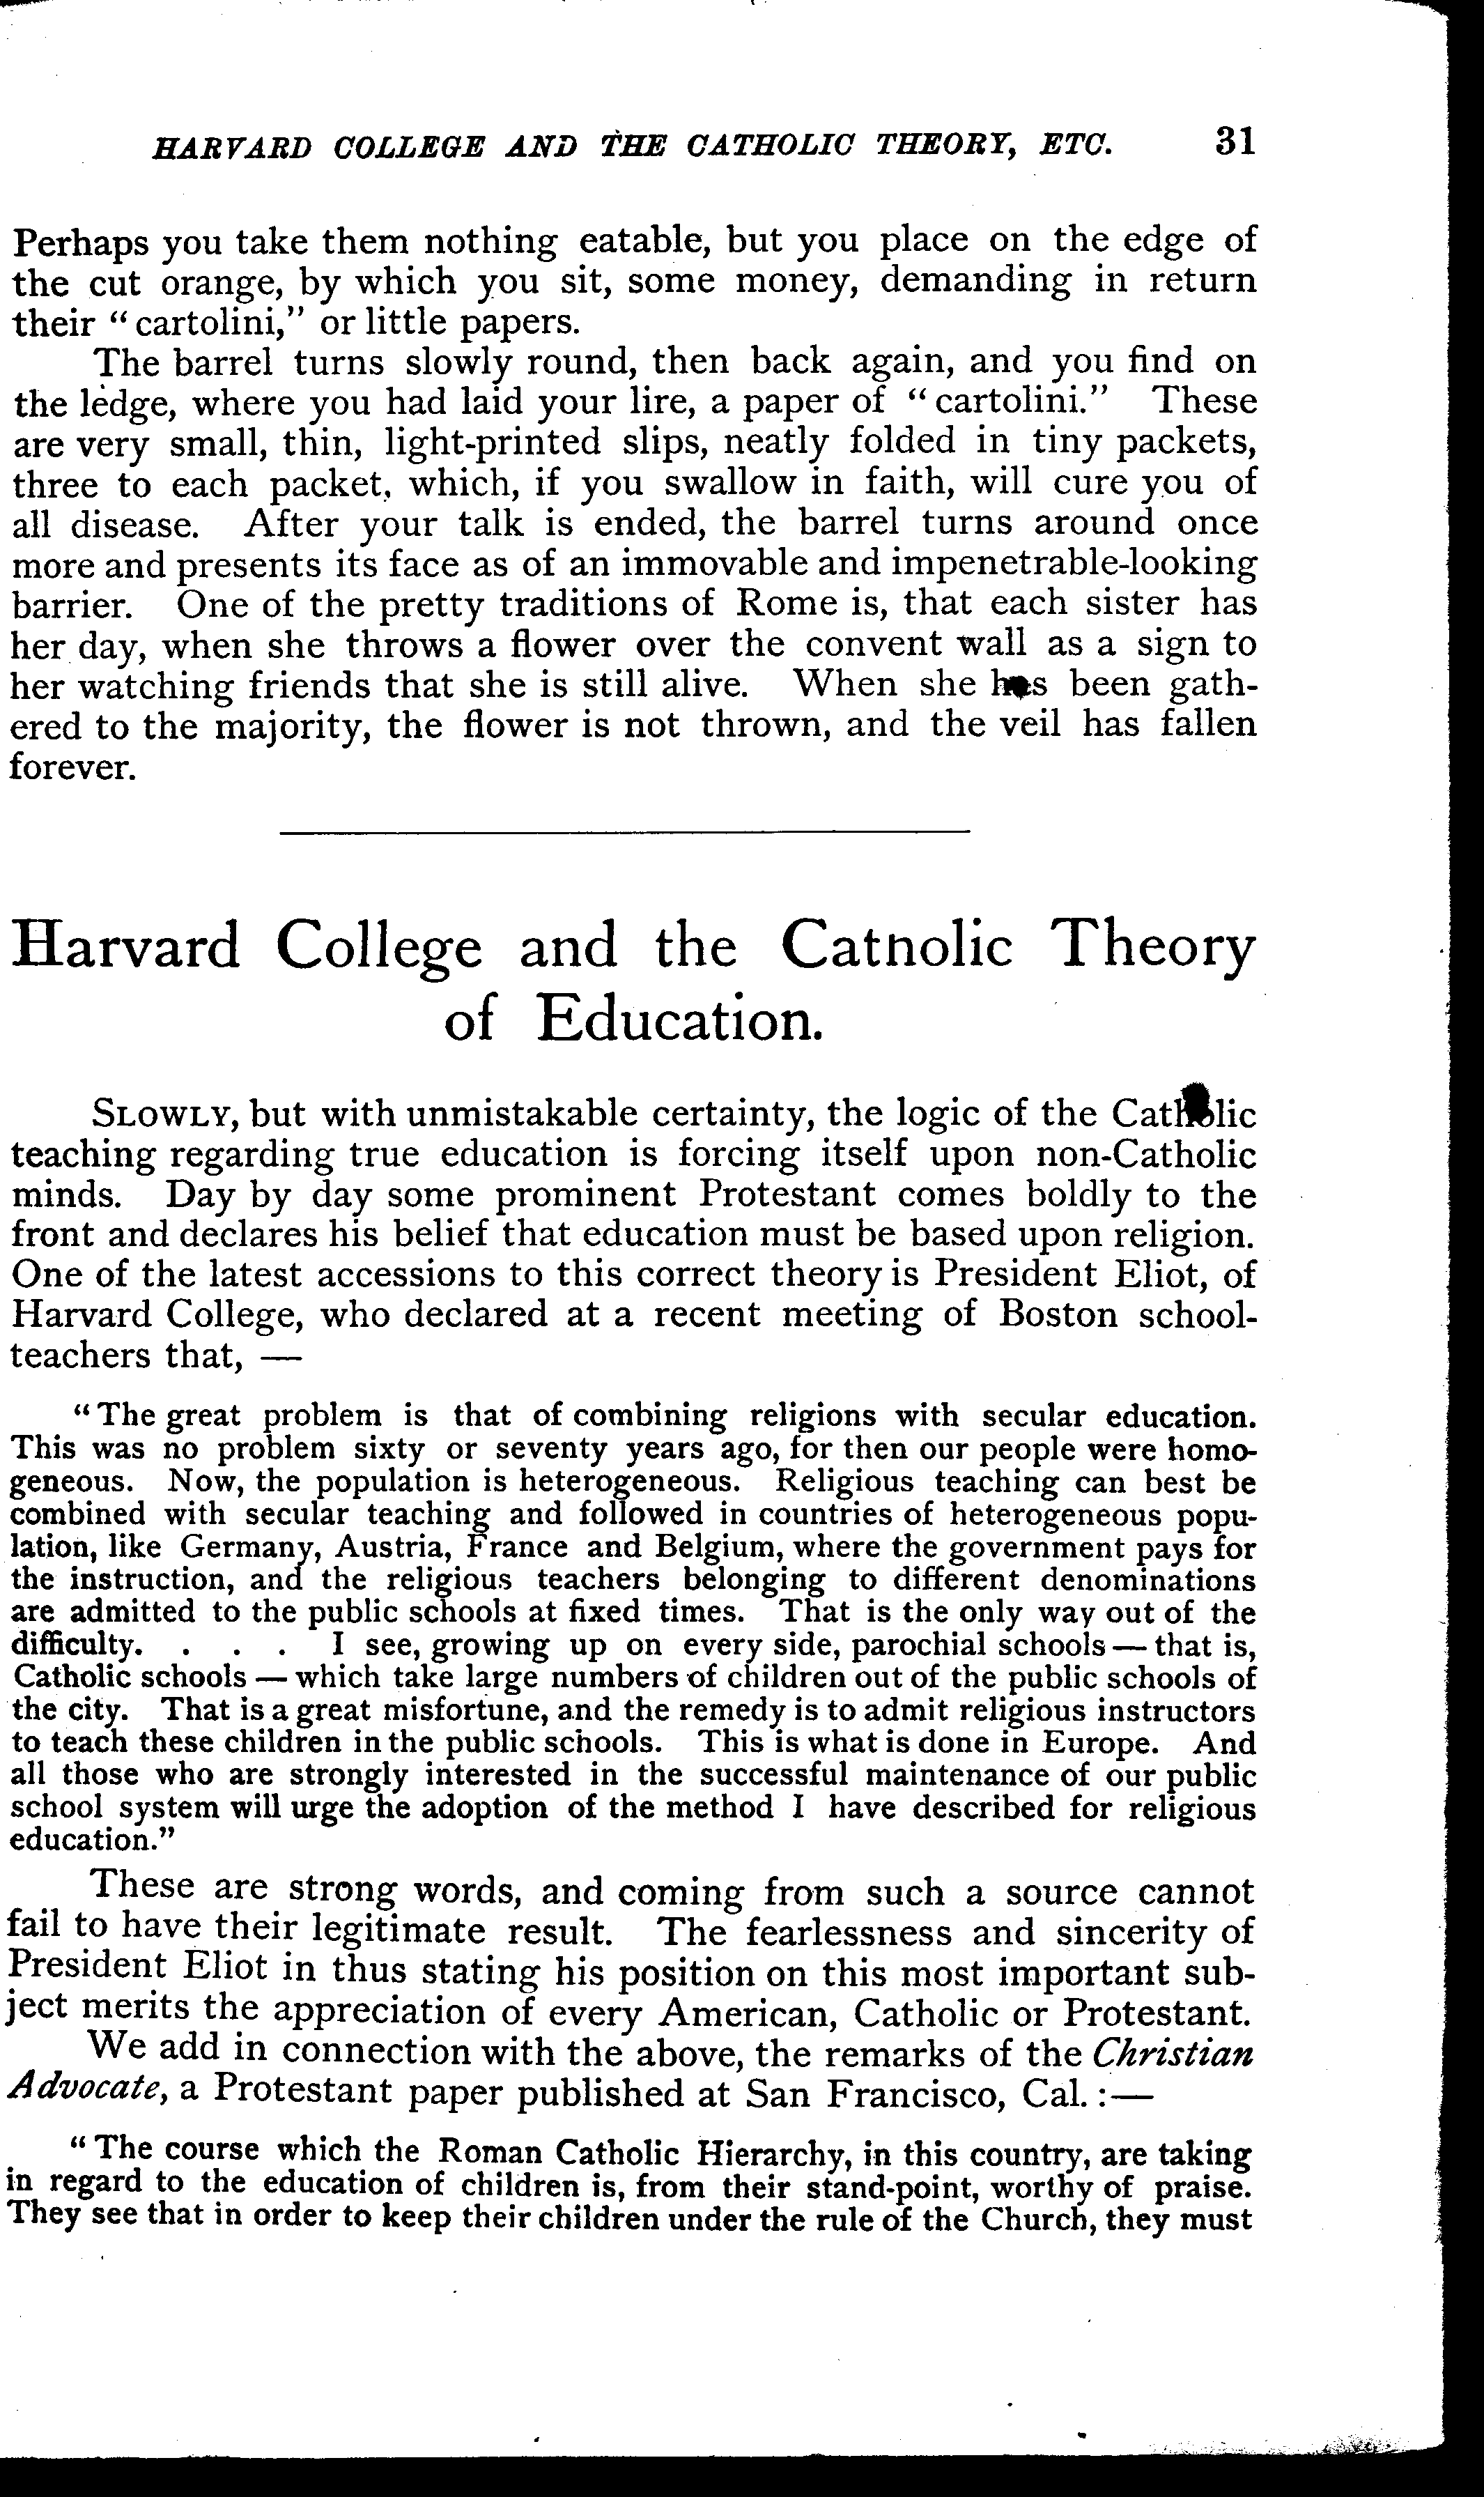 HARVARD COLLEGE AND THE CATHOLIC THEORY, ETC. 31
Perhaps you take them nothing eatable, but you place on the edge of
the cut orange, by which you sit, some money, demanding in return
their “cartolini,” or little papers.
The barrel turns slowly round, then back again, and you find on
the ledge, where you had laid your lire, a paper of “cartolini.” These
are very small, thin, light-printed slips, neatly folded in tiny packets,
three to each packet, which, if you swallow in faith, will cure you of
all disease. After your talk is ended, the barrel turns around once
more and presents its face as of an immovable and impenetrable-looking
barrier. One of the pretty traditions of Rome is, that each sister has
her day, when she throws a flower over the convent wall as a sign to
her watching friends that she is still alive. When she has been gath-
ered to the majority, the flower is not thrown, and the veil has fallen
forever.
Harvard College and the Catholic Theory
of Education.
SLOWLY, but with unmistakable certainty, the logic of the Catholic
teaching regarding true education is forcing itself upon non-Catholic
minds. Day by day some prominent Protestant comes boldly to the
front and declares his belief that education must be based upon religion.
One of the latest accessions to this correct theory is President Eliot, of
Harvard College, who declared at a recent meeting of Boston school-
teachers that, —
“The great problem is that of combining religions with secular education.
This was no problem sixty or seventy years ago, for then our people were homo-
geneous. Now, the population is heterogeneous. Religious teaching can best be
combined with secular teaching and followed in countries of heterogeneous popu-
lation, like Germany, Austria, France and Belgium, where the government pays for
the instruction, and the religious teachers belonging to different denominations
are admitted to the public schools at fixed times. That is the only way out of the
difficulty. . . . I see, growing up on every side, parochial schools — that is,
Catholic schools — which take large numbers of children out of the public schools of
the city. That is a great misfortune, and the remedy is to admit religious instructors
to teach these children in the public schools. This is what is done in Europe. And
all those who are strongly interested in the successful maintenance of our public
school system will urge the adoption of the method I have described for religious
education.”
These are strong words, and coming from such a source cannot
fail to have their legitimate result. The fearlessness and sincerity of
President Eliot in thus stating his position on this most important sub-
ject merits the appreciation of every American, Catholic or Protestant.
We add in connection with the above, the remarks of the Christian
Advocate, a Protestant paper published at San Francisco, Cal. :—
“The course which the Roman Catholic Hierarchy, in this country, are taking
in regard to the education of children is, from their stand-point, worthy of praise.
They see that in order to keep their children under the rule of the Church, they must